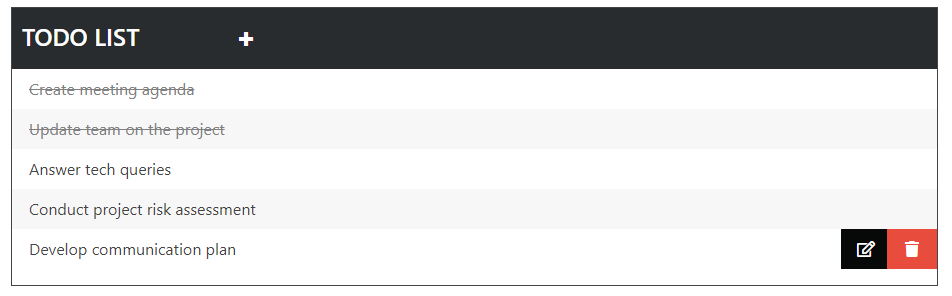 TODO LIST
Create meeting agenda
Update team on the project
Answer tech queries
Conduct project risk assessment
Develop communication plan